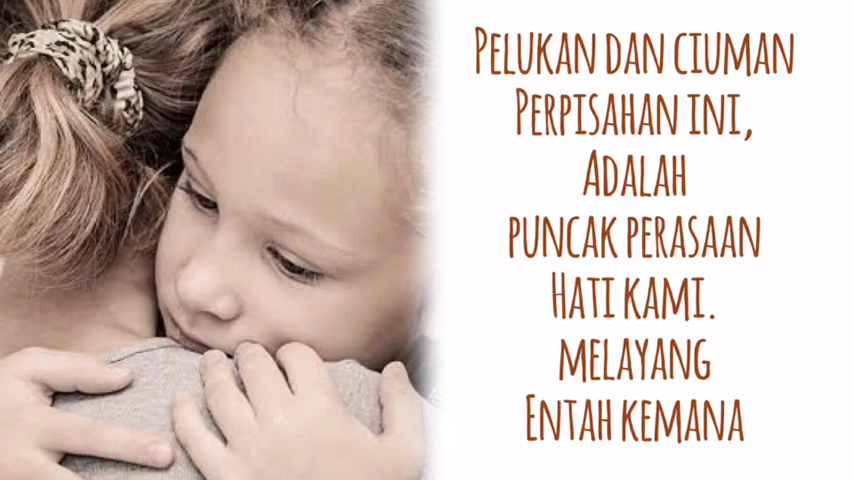 PELUKAN DAN CIUMAN
PERPISAHAN INI,
ADALAH
PUNCAK PERASAAN
HATI KAMI.
MELAYANG
ENTAH KEMANA